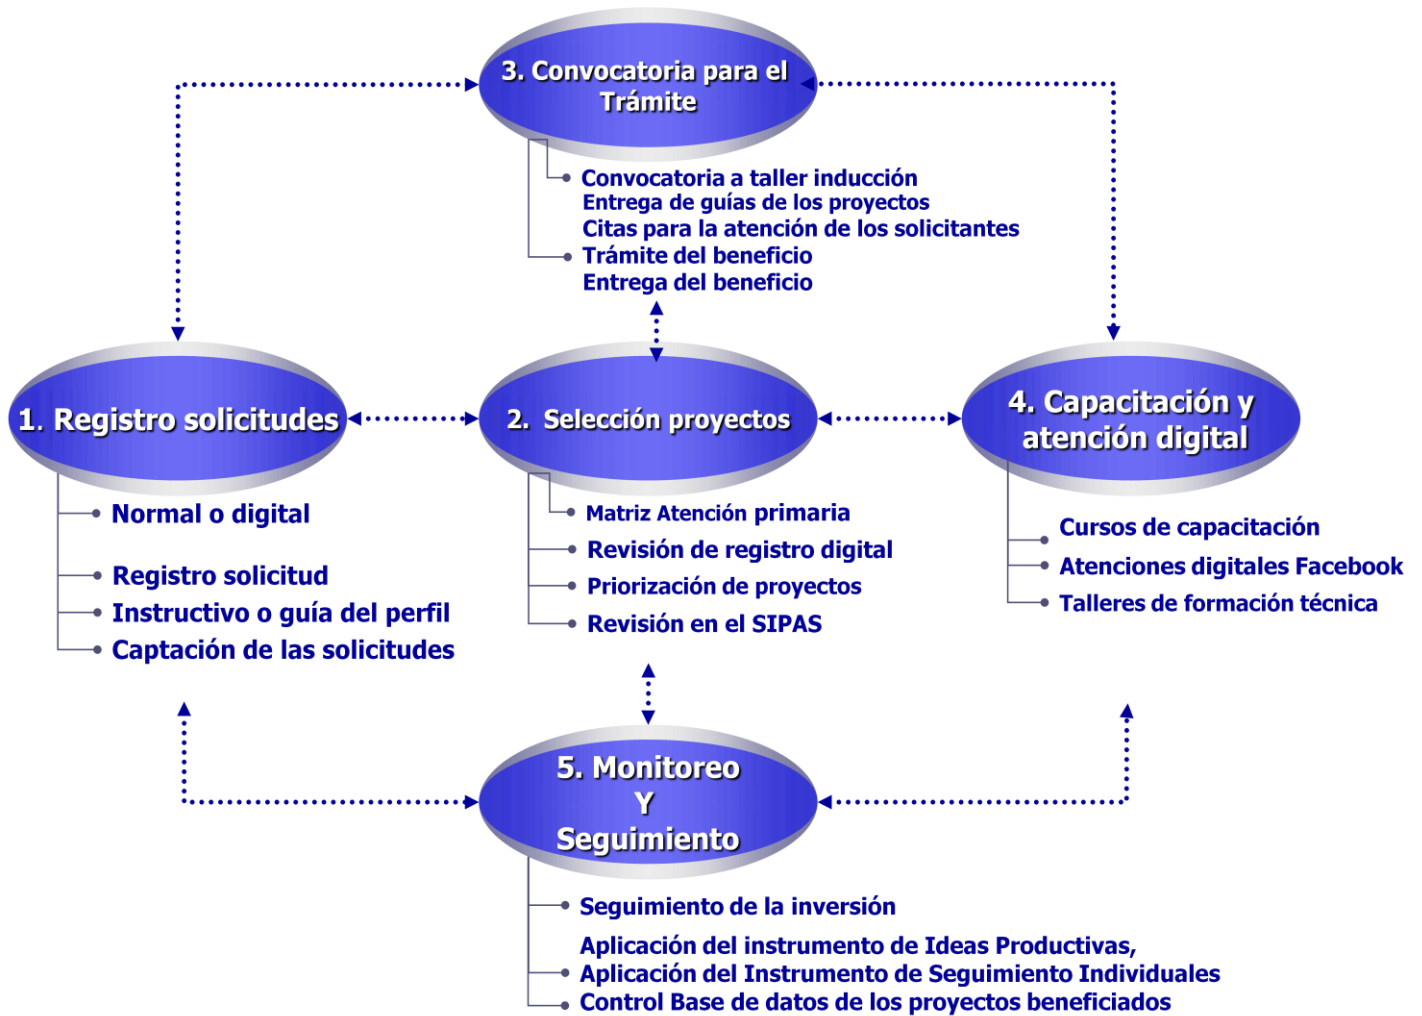 3. Convocatoria para el
Trámite
Convocatoria a taller inducción
Entrega de guías de los proyectos
Citas para la atención de los solicitantes
Trámite del beneficio
Entrega del beneficio
1. Registro solicitudes
Normal o digital
Registro solicitud
Instructivo o guía del perfil
Captación de las solicitudes
2. Selección proyectos
Matriz Atención primaria
Revisión de registro digital
Priorización de proyectos
Revisión en el SIPAS
4. Capacitación y
atención digital
Cursos de capacitación
Atenciones digitales Facebook
Talleres de formación técnica
5. Monitoreo
Y
Seguimiento
Seguimiento de la inversión
Aplicación del instrumento de Ideas Productivas,
Aplicación del Instrumento de Seguimiento Individuales
Control Base de datos de los proyectos beneficiados